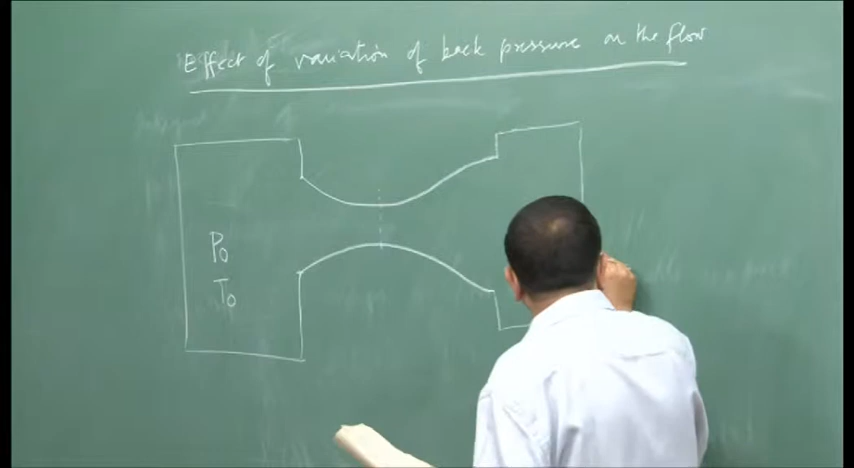 Effect of variation of back pressure on the flow
P0
T0